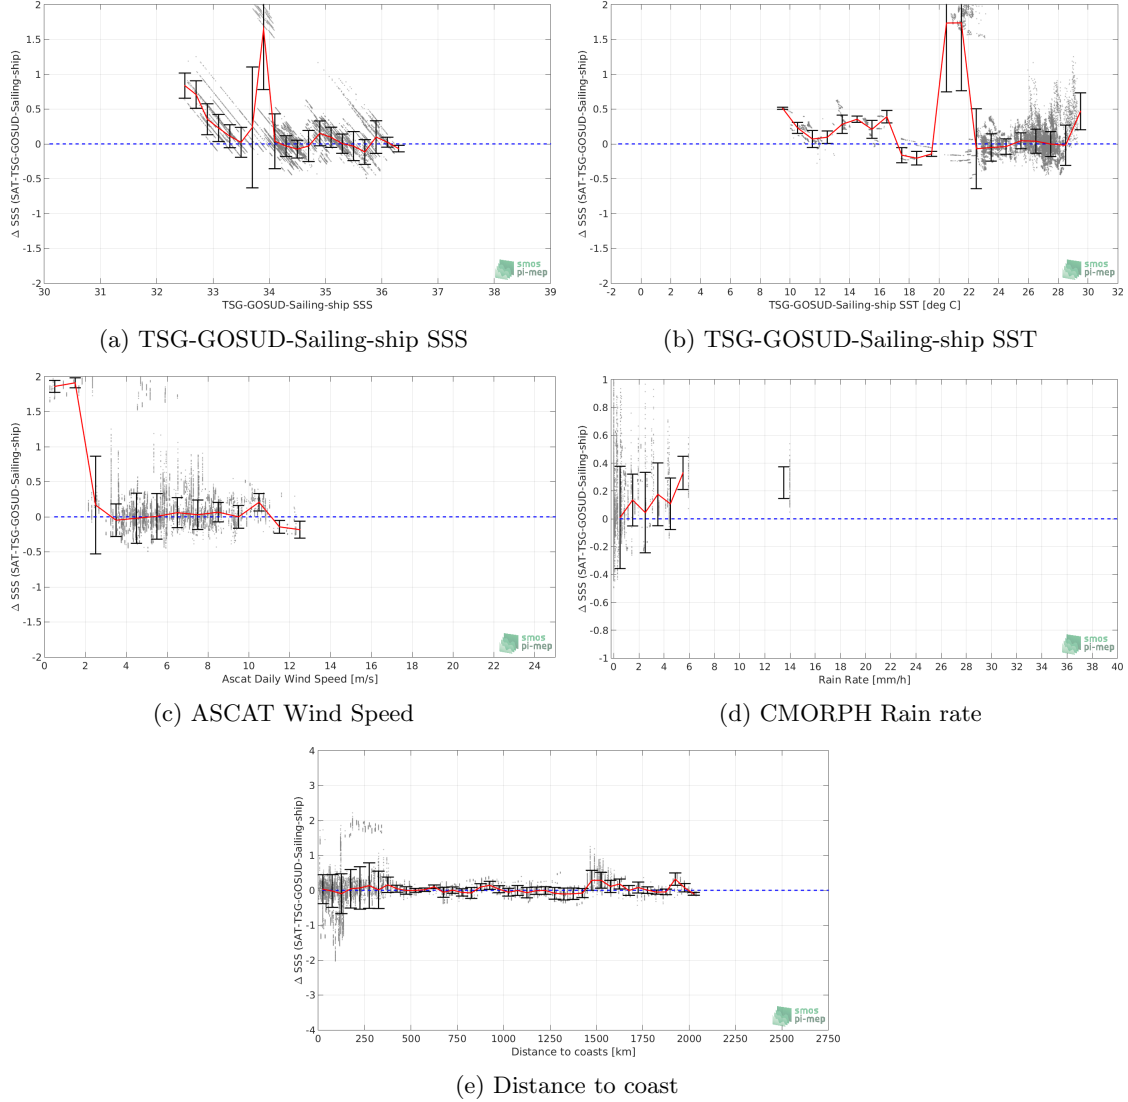 Δ SSS (SAT-TSG-GOSUD-Sailing-ship)
2
1.5
1
0.5
0
-0.5
-1
-1.5
-2
30 31 32 33 34 35 36 37 38 39
TSG-GOSUD-Sailing-ship SSS
smos
pi-mep
(a) TSG-GOSUD-Sailing-ship SSS
Δ SSS (SAT-TSG-GOSUD-Sailing-ship)
2
1.5
1
0.5
0
-0.5
-1
-1.5
-2
-2 0 2 4 6 8 10 12 14 16 18 20 22 24 26 28 30 32
TSG-GOSUD-Sailing-ship SST [deg C]
smos
pi-mep
(b) TSG-GOSUD-Sailing-ship SST
Δ SSS (SAT-TSG-GOSUD-Sailing-ship)
2
1.5
1
0.5
0
-0.5
-1
-1.5
-2
0 2 4 6 8 10 12 14 16 18 20 22 24
Ascat Daily Wind Speed [m/s]
smos
pi-mep
(c) ASCAT Wind Speed
Δ SSS (SAT-TSG-GOSUD-Sailing-ship)
1
0.8
0.6
0.4
0.2
0
-0.2
-0.4
-0.6
-0.8
-1
0 2 4 6 8 10 12 14 16 18 20 22 24 26 28 30 32 34 36 38 40
Rain Rate [mm/h]
smos
pi-mep
(d) CMORPH Rain rate
Δ SSS (SAT-TSG-GOSUD-Sailing-ship)
4
3
2
1
0
-1
-2
-3
-4
0 250 500 750 1000 1250 1500 1750 2000 2250 2500 2750
Distance to coasts [km]
smos
pi-mep
(e) Distance to coast